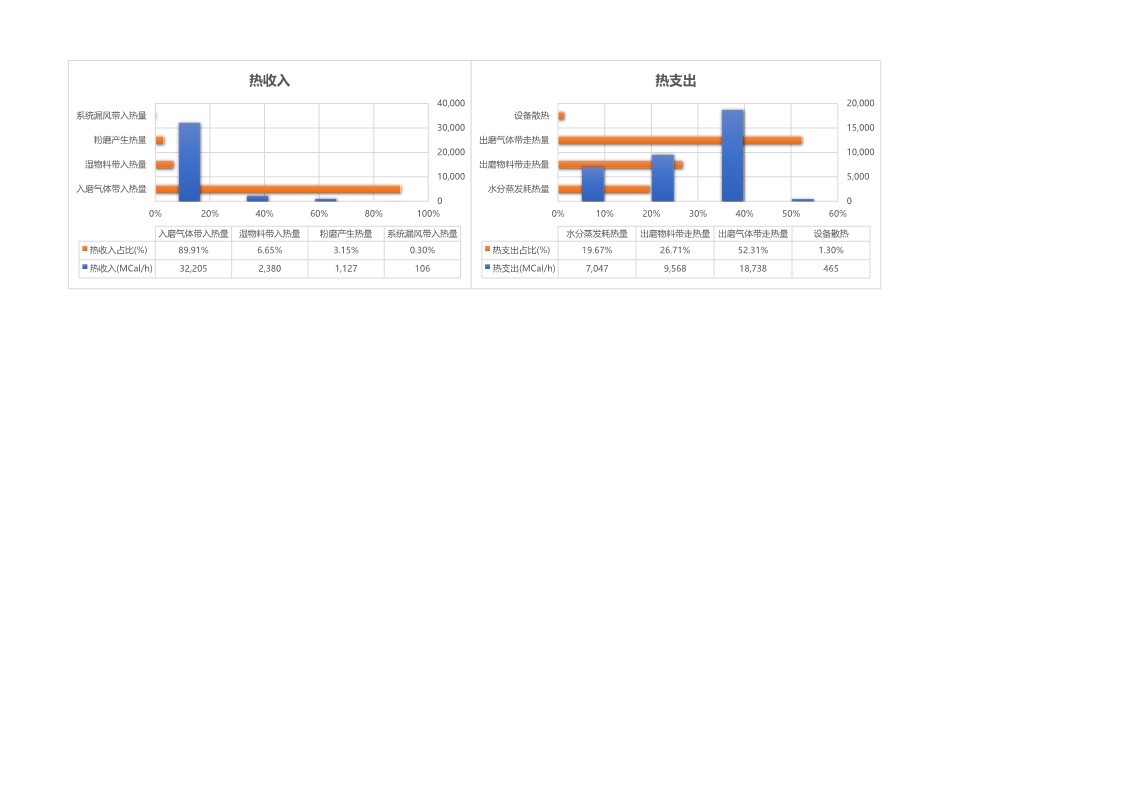 热收入
系统漏风带入热量
粉磨产生热量
湿物料带入热量
入磨气体带入热量
40,000
30,000
20,000
10,000
0
0% 20% 40% 60% 80% 100%
入磨气体带入热量 湿物料带入热量 粉磨产生热量 系统漏风带入热量
热收入占比(%) 89.91% 6.65% 3.15% 0.30%
热收入(MCal/h) 32,205 2,380 1,127 106
热支出
设备散热
出磨气体带走热量
出磨物料带走热量
水分蒸发耗热量
20,000
15,000
10,000
5,000
0
0% 10% 20% 30% 40% 50% 60%
水分蒸发耗热量 出磨物料带走热量 出磨气体带走热量 设备散热
热支出占比(%) 19.67% 26.71% 52.31% 1.30%
热支出(MCal/h) 7,047 9,568 18,738 465